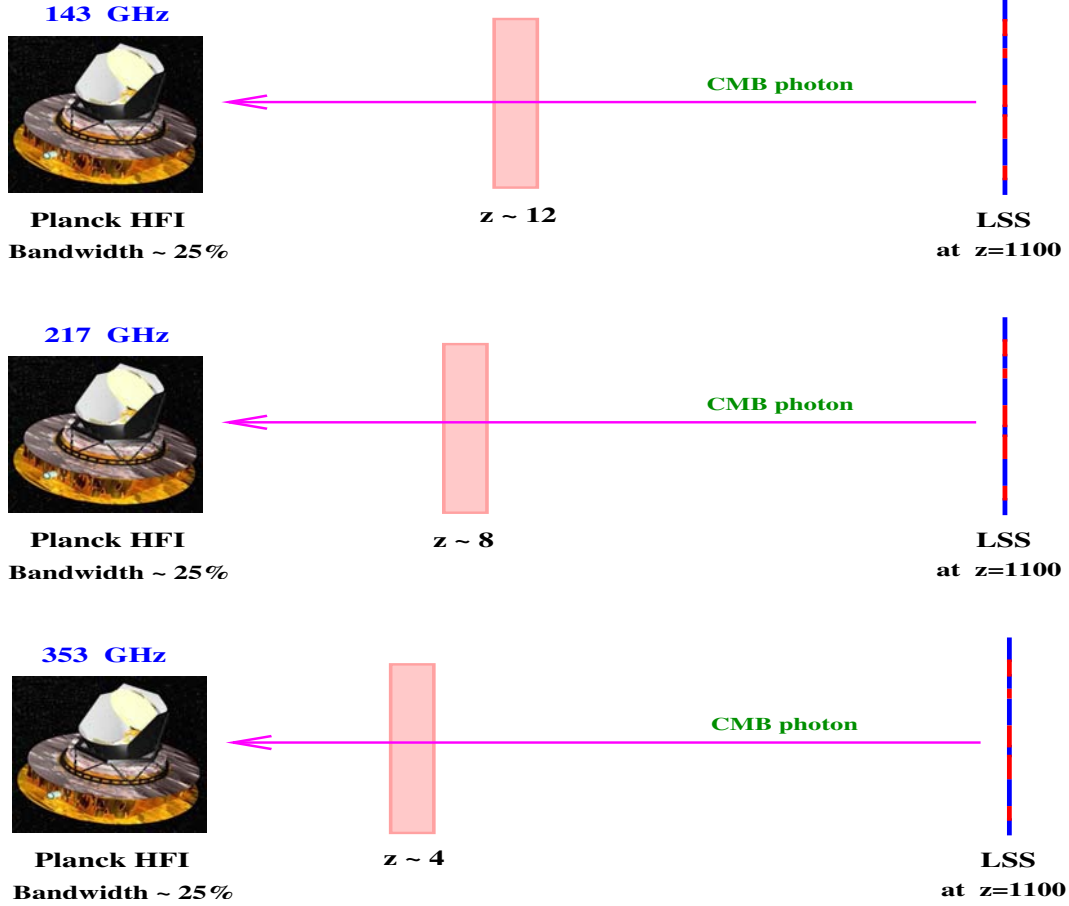 143 GHz
CMB photon
z ~ 12
Planck HFI
Bandwidth ~ 25%
LSS
at z=1100
217 GHz
CMB photon
z ~ 8
Planck HFI
Bandwidth ~ 25%
LSS
at z=1100
353 GHz
CMB photon
z ~ 4
Planck HFI
Bandwidth ~ 25%
LSS
at z=1100